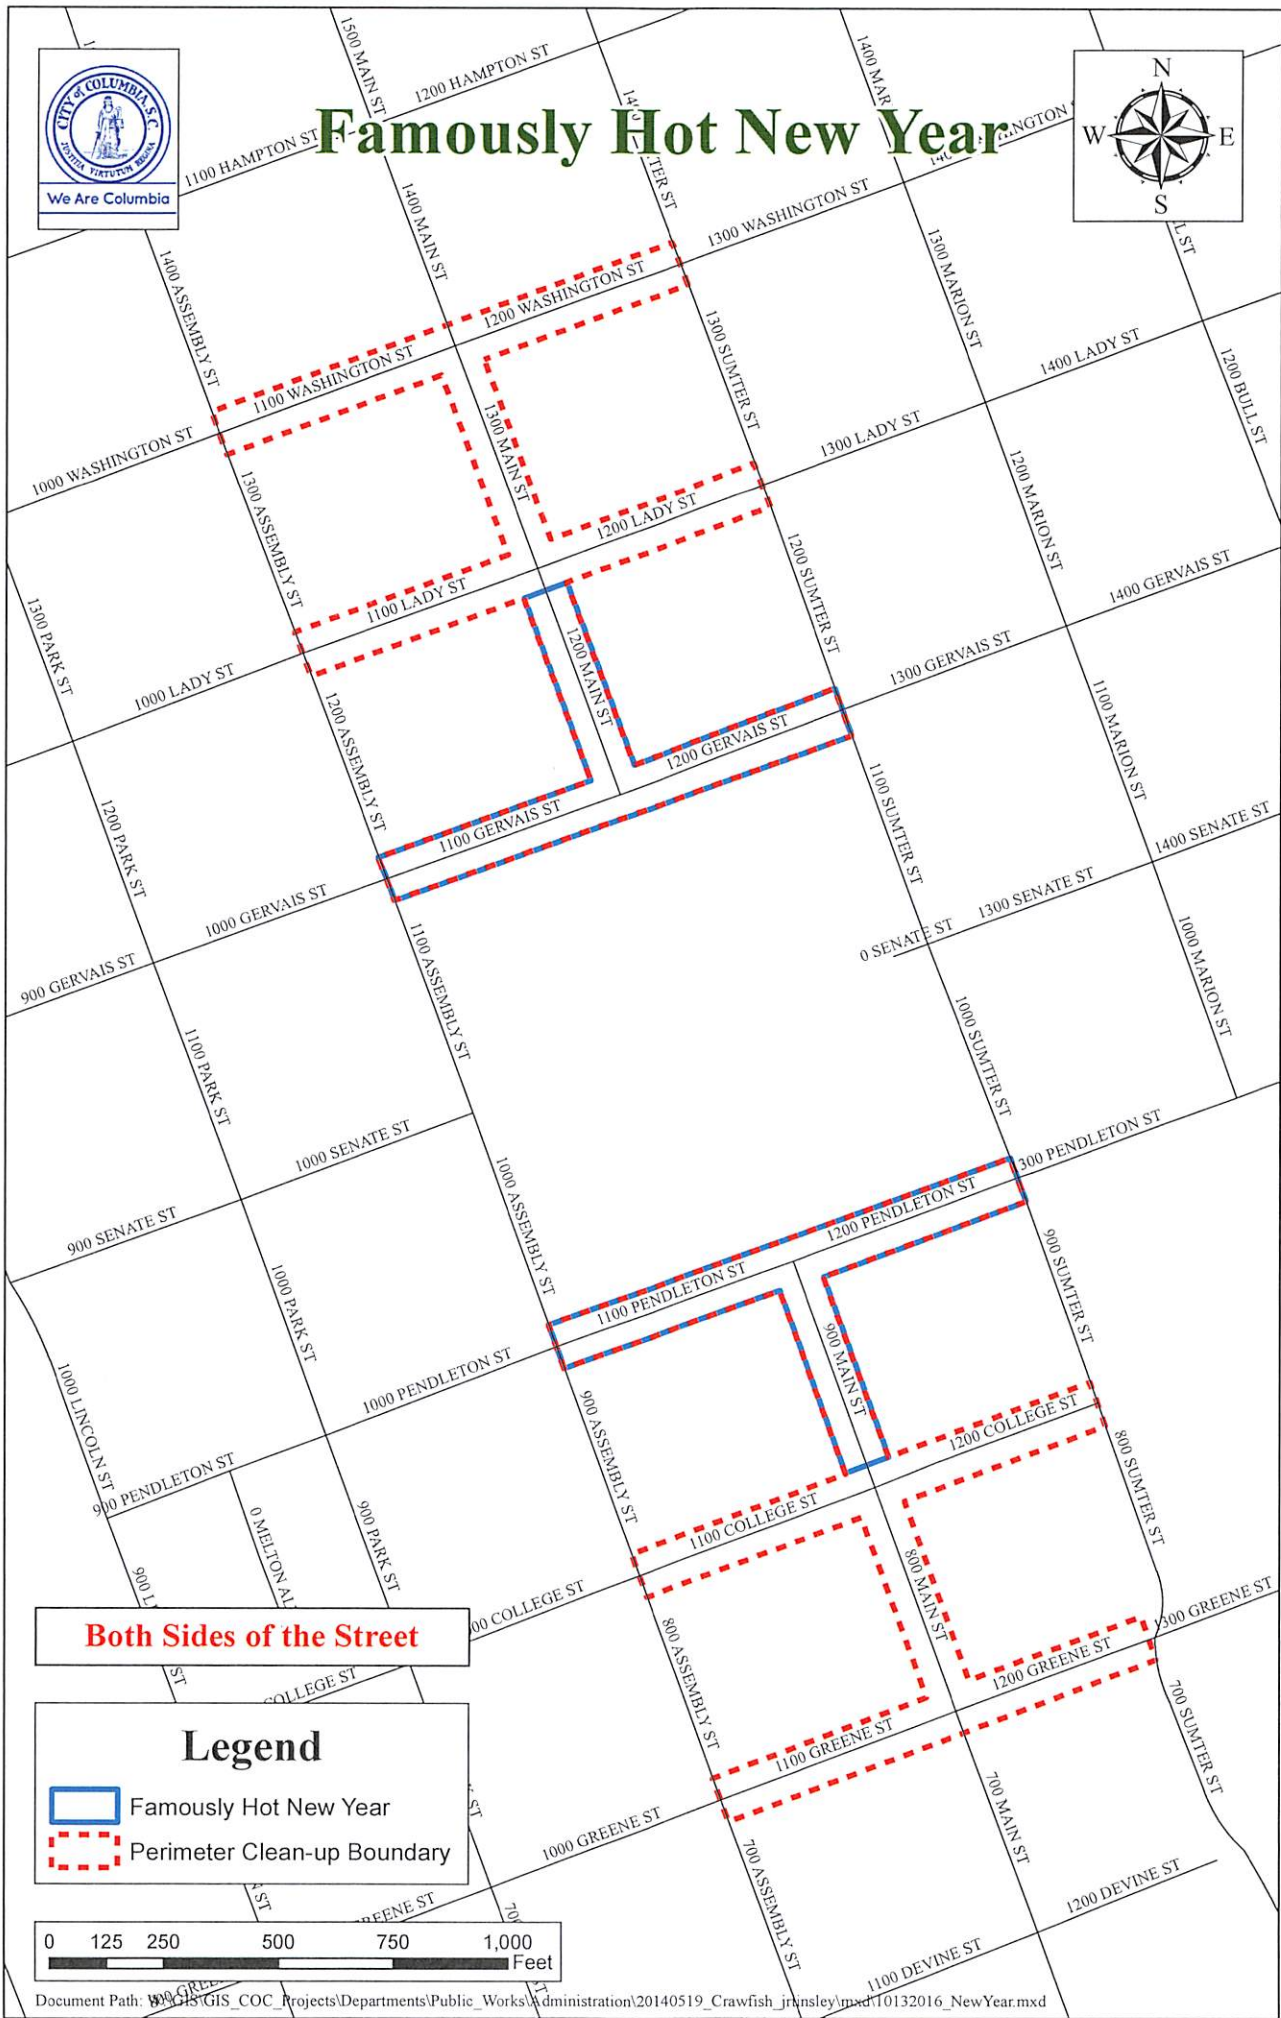 Famously Hot New Year
CITY of COLUMBIA, S.C.
JUSTITIA VIRTUTUM REGINA
We Are Columbia
N
W
E
S
1500 MAIN ST
1200 HAMPTON ST
1100 HAMPTON ST
1400 MAIN ST
1400 ASSEMBLY ST
1300 WASHINGTON ST
1200 WASHINGTON ST
1100 WASHINGTON ST
1000 WASHINGTON ST
1300 MARION ST
1300 SUMTER ST
1400 LADY ST
1200 BULL ST
1300 MAIN ST
1300 LADY ST
1200 LADY ST
1100 LADY ST
1000 LADY ST
1300 ASSEMBLY ST
1200 MARION ST
1200 SUMTER ST
1400 GERVAIS ST
1300 GERVAIS ST
1200 GERVAIS ST
1100 GERVAIS ST
1000 GERVAIS ST
900 GERVAIS ST
1300 PARK ST
1200 MAIN ST
1200 ASSEMBLY ST
1100 MARION ST
1100 SUMTER ST
1200 PARK ST
1400 SENATE ST
1300 SENATE ST
0 SENATE ST
1100 ASSEMBLY ST
1000 MARION ST
1000 SUMTER ST
1100 PARK ST
1000 SENATE ST
900 SENATE ST
1000 ASSEMBLY ST
300 PENDLETON ST
1200 PENDLETON ST
1100 PENDLETON ST
1000 PENDLETON ST
900 PENDLETON ST
1000 PARK ST
900 SUMTER ST
900 MAIN ST
1000 LINCOLN ST
900 ASSEMBLY ST
1200 COLLEGE ST
1100 COLLEGE ST
00 COLLEGE ST
COLLEGE ST
800 SUMTER ST
0 MELTON AL
900 PARK ST
800 MAIN ST
800 ASSEMBLY ST
1300 GREENE ST
1200 GREENE ST
1100 GREENE ST
1000 GREENE ST
700 SUMTER ST
700 MAIN ST
700 ASSEMBLY ST
1200 DEVINE ST
1100 DEVINE ST
Both Sides of the Street
Legend
Famously Hot New Year
Perimeter Clean-up Boundary
0 125 250 500 750 1,000
Feet